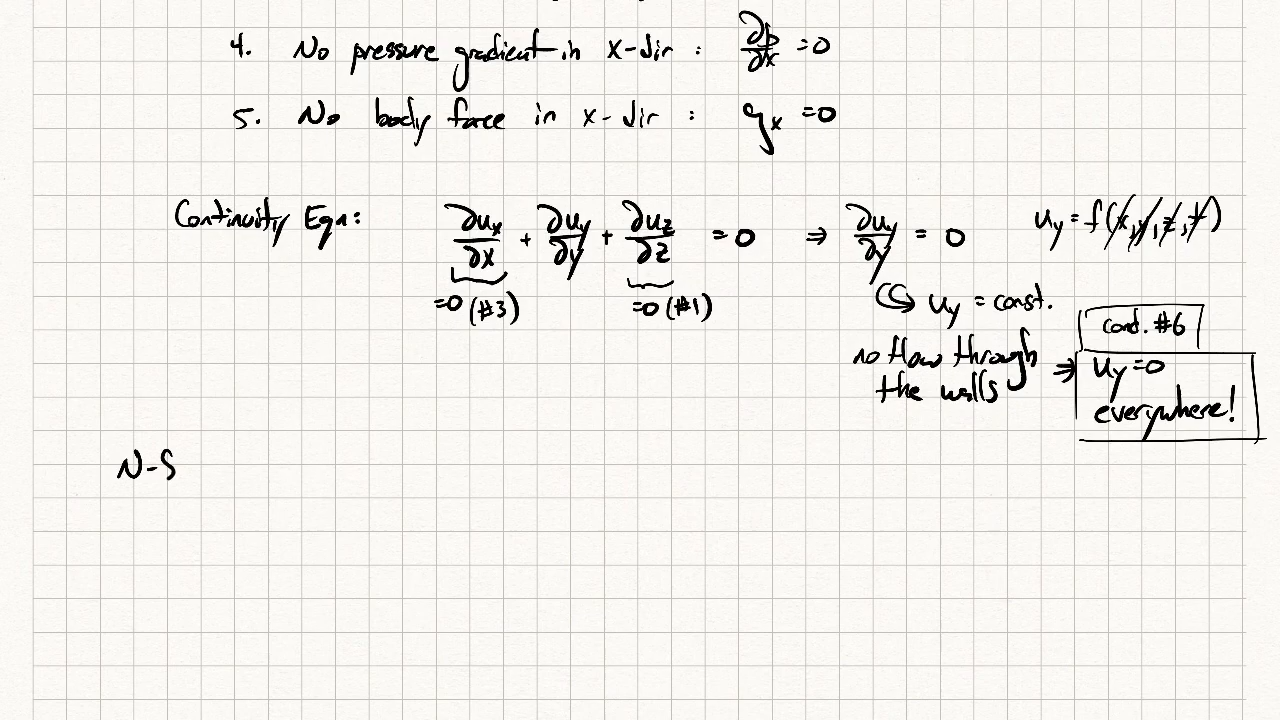 4. No pressure gradient in x-dir : ∂p/∂x = 0
5. No body force in x-dir : gx = 0
Continuity Eqn: ∂ux/∂x + ∂uy/∂y + ∂uz/∂z = 0 ⇒ ∂uy/∂y = 0 uy = f(x, y, z, t)
=0 (#3) =0 (#1)
↪ uy = const.
cond. #6
no flow through the walls ⇒ uy = 0 everywhere!
N-S